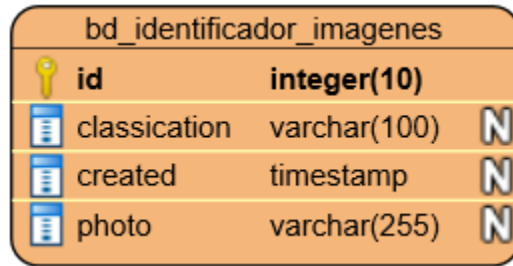 bd_identificador_imagenes
id integer(10)
classication varchar(100) N
created timestamp N
photo varchar(255) N